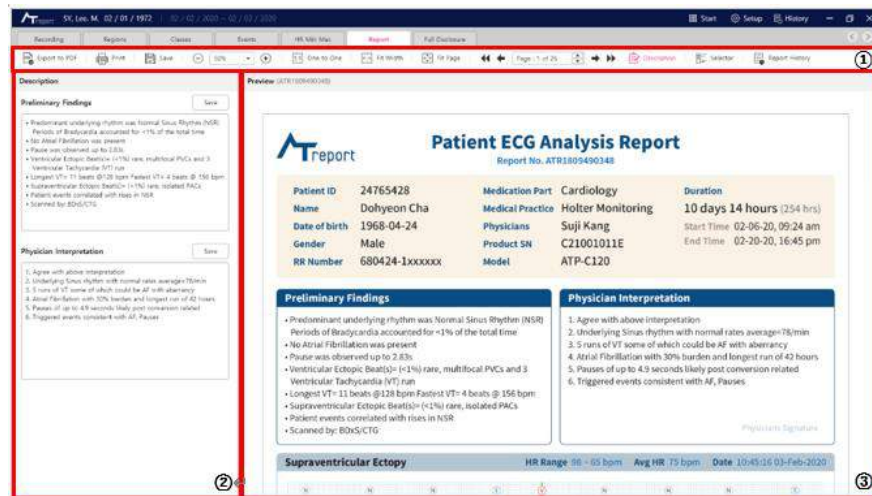 ATreport SY, Lee. M, 02 / 01 / 1972 02 / 02 / 2020 ~ 02 / 02 / 2020 Start Setup History
Recording Regions Classes Events HR Min Max Report Full Disclosure
Export to PDF Print Save 50% One to One Fit Width Fit Page Page : 1 of 26 Description Selector Report History ①
Description
Preliminary Findings Save
• Predominant underlying rhythm was Normal Sinus Rhythm (NSR)
Periods of Bradycardia accounted for <1% of the total time
• No Atrial Fibrillation was present
• Pause was observed up to 2.83s
• Ventricular Ectopic Beat(s)= (<1%) rare, multifocal PVCs and 3
Ventricular Tachycardia (VT) run
• Longest VT= 11 beats @128 bpm Fastest VT= 4 beats @ 156 bpm
• Supraventricular Ectopic Beat(s)= (<1%) rare, isolated PACs
• Patient events correlated with rises in NSR
• Scanned by: BDxS/CTG
Physician Interpretation Save
1. Agree with above interpretation
2. Underlying Sinus rhythm with normal rates average=78/min
3. 5 runs of VT some of which could be AF with aberrancy
4. Atrial Fibrillation with 30% burden and longest run of 42 hours
5. Pauses of up to 4.9 seconds likely post conversion related
6. Triggered events consistent with AF, Pauses
②
Preview (ATR1809490348)
ATreport
Patient ECG Analysis Report
Report No. ATR1809490348
Patient ID 24765428 Medication Part Cardiology Duration
Name Dohyeon Cha Medical Practice Holter Monitoring 10 days 14 hours (254 hrs)
Date of birth 1968-04-24 Physicians Suji Kang Start Time 02-06-20, 09:24 am
Gender Male Product SN C21001011E End Time 02-20-20, 16:45 pm
RR Number 680424-1xxxxxx Model ATP-C120
Preliminary Findings
• Predominant underlying rhythm was Normal Sinus Rhythm (NSR)
Periods of Bradycardia accounted for <1% of the total time
• No Atrial Fibrillation was present
• Pause was observed up to 2.83s
• Ventricular Ectopic Beat(s)= (<1%) rare, multifocal PVCs and 3
Ventricular Tachycardia (VT) run
• Longest VT= 11 beats @128 bpm Fastest VT= 4 beats @ 156 bpm
• Supraventricular Ectopic Beat(s)= (<1%) rare, isolated PACs
• Patient events correlated with rises in NSR
• Scanned by: BDxS/CTG
Physician Interpretation
1. Agree with above interpretation
2. Underlying Sinus rhythm with normal rates average=78/min
3. 5 runs of VT some of which could be AF with aberrancy
4. Atrial Fibrillation with 30% burden and longest run of 42 hours
5. Pauses of up to 4.9 seconds likely post conversion related
6. Triggered events consistent with AF, Pauses
Physicians Signature
Supraventricular Ectopy HR Range 98 - 65 bpm Avg HR 75 bpm Date 10:45:16 03-Feb-2020
N N N S V N N N S
③